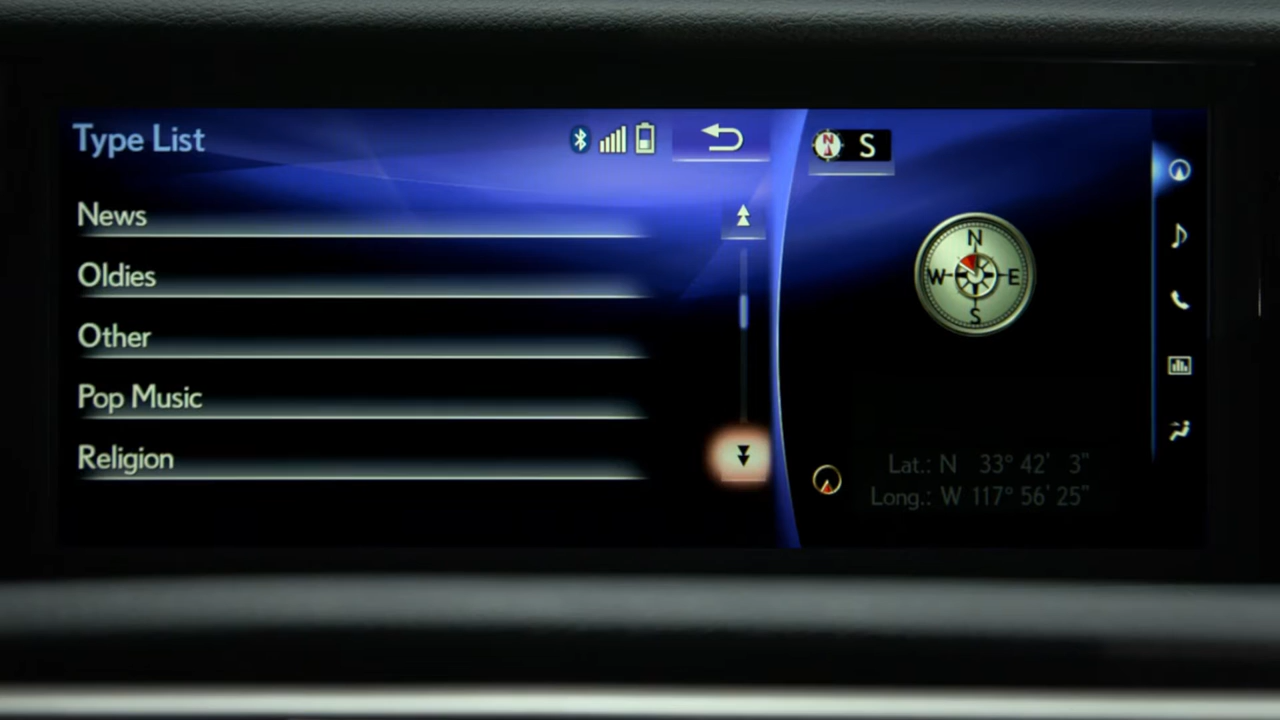 Type List
News
Oldies
Other
Pop Music
Religion
N S
N
W E
S
Lat.: N 33° 42' 3"
Long.: W 117° 56' 25"